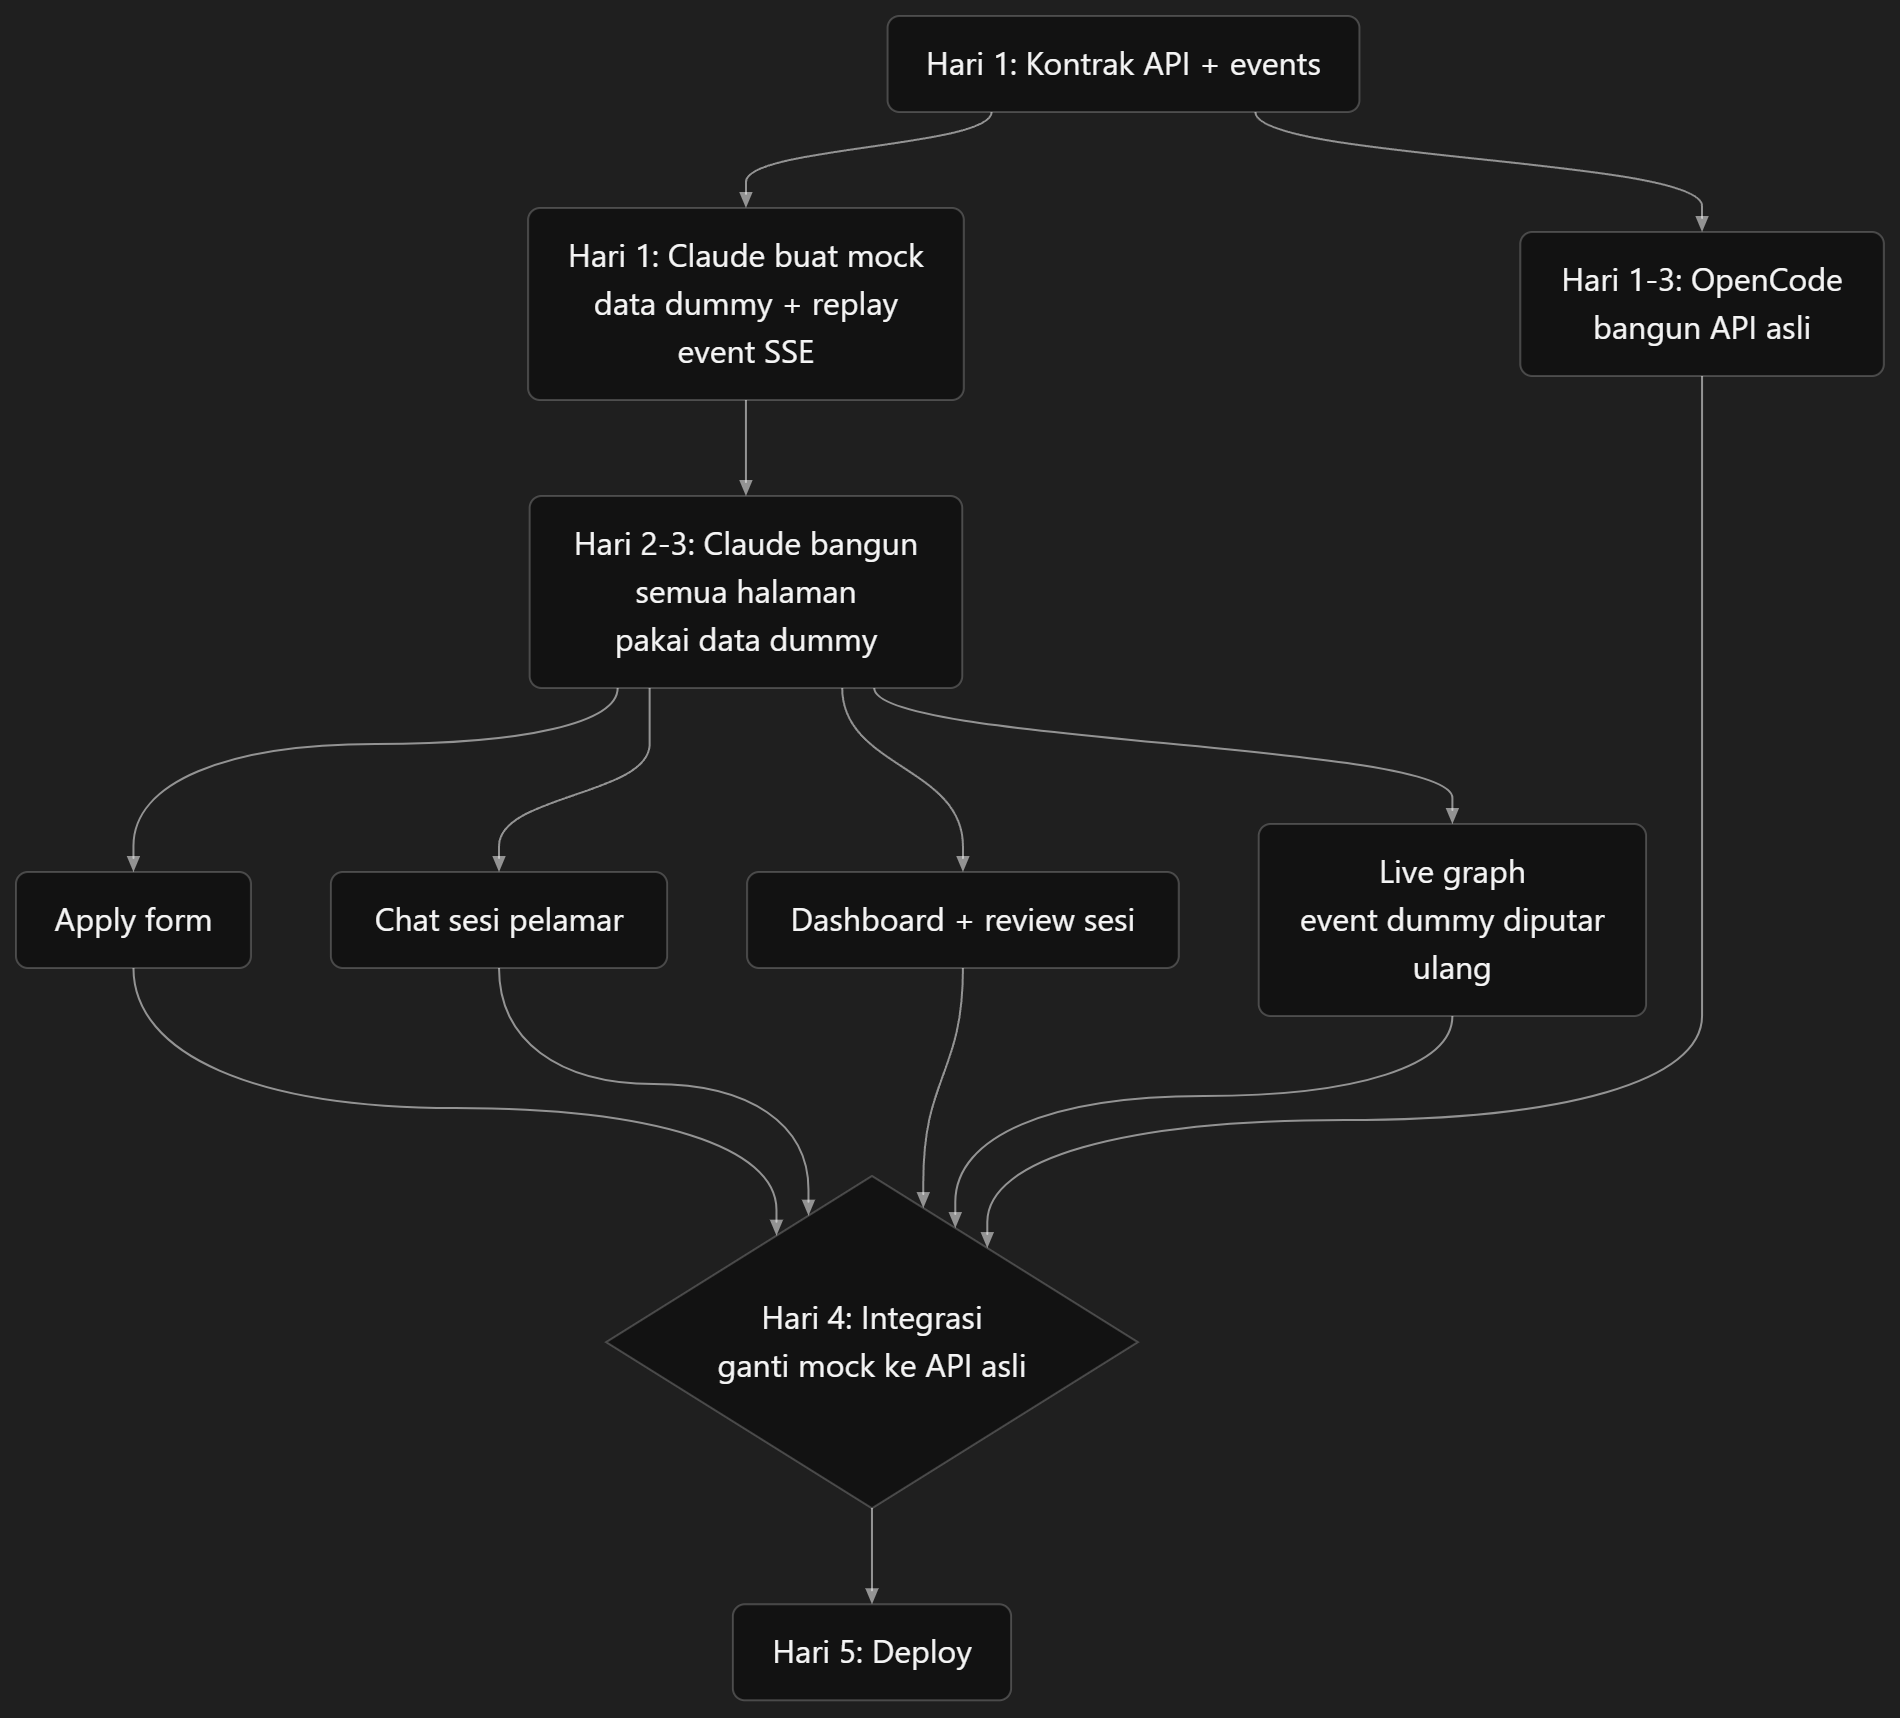 Hari 1: Kontrak API + events
Hari 1: Claude buat mock
data dummy + replay
event SSE
Hari 1-3: OpenCode
bangun API asli
Hari 2-3: Claude bangun
semua halaman
pakai data dummy
Apply form
Chat sesi pelamar
Dashboard + review sesi
Live graph
event dummy diputar
ulang
Hari 4: Integrasi
ganti mock ke API asli
Hari 5: Deploy